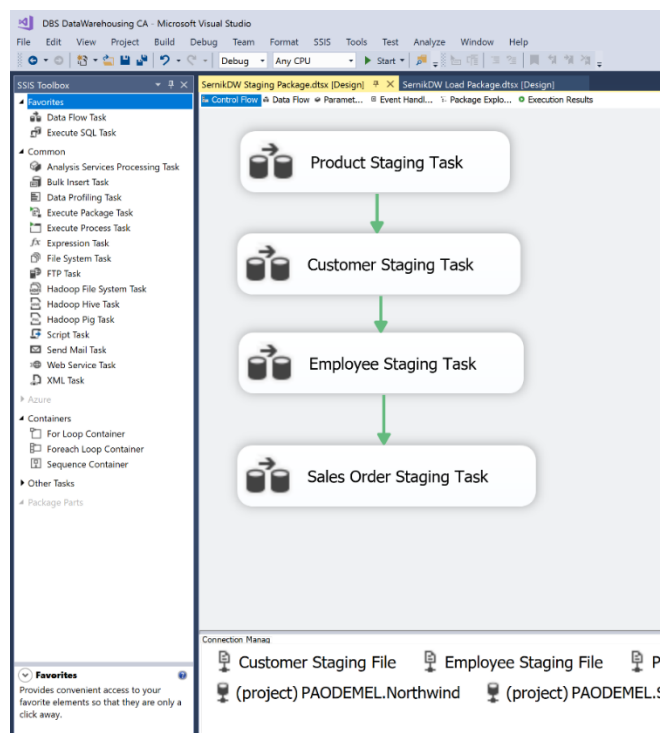 DBS DataWarehousing CA - Microsoft Visual Studio
File Edit View Project Build Debug Team Format SSIS Tools Test Analyze Window Help
Debug Any CPU Start
SSIS Toolbox
SernikDW Staging Package.dtsx [Design] SernikDW Load Package.dtsx [Design]
Control Flow Data Flow Paramet... Event Handl... Package Explo... Execution Results
Favorites
Data Flow Task
Execute SQL Task
Common
Analysis Services Processing Task
Bulk Insert Task
Data Profiling Task
Execute Package Task
Execute Process Task
Expression Task
File System Task
FTP Task
Hadoop File System Task
Hadoop Hive Task
Hadoop Pig Task
Script Task
Send Mail Task
Web Service Task
XML Task
Azure
Containers
For Loop Container
Foreach Loop Container
Sequence Container
Other Tasks
Package Parts
Product Staging Task
Customer Staging Task
Employee Staging Task
Sales Order Staging Task
Connection Manag
Customer Staging File Employee Staging File P
(project) PAODEMEL.Northwind (project) PAODEMEL.S
Favorites
Provides convenient access to your
favorite elements so that they are only a
click away.